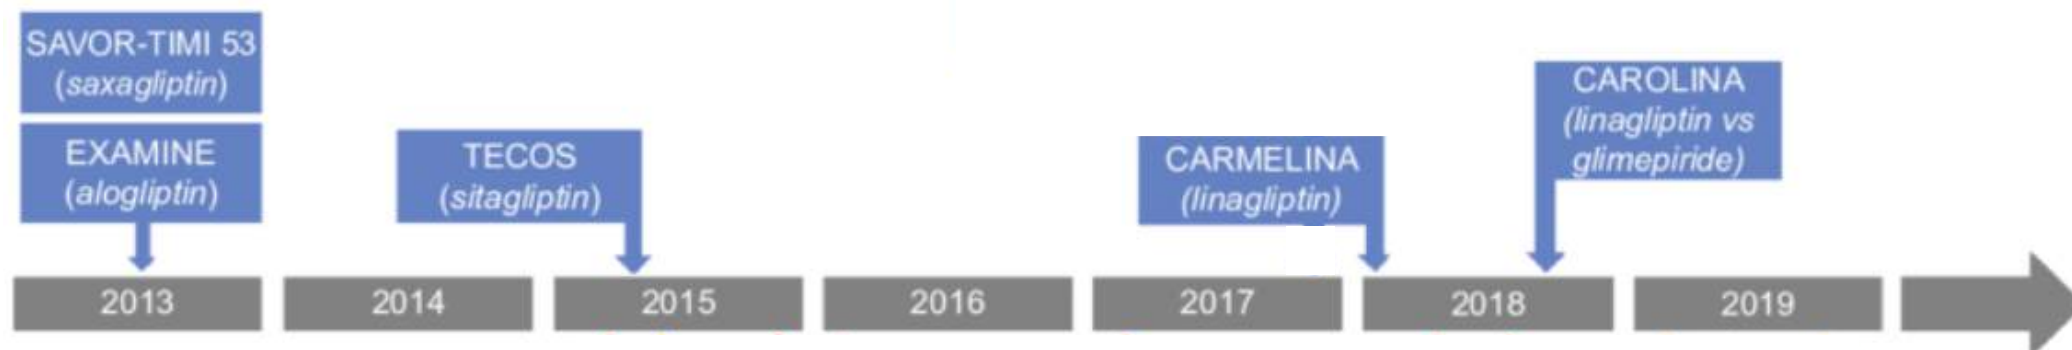 SAVOR-TIMI 53
(saxagliptin)
EXAMINE
(alogliptin)
TECOS
(sitagliptin)
CARMELINA
(linagliptin)
CAROLINA
(linagliptin vs
glimepiride)
2013
2014
2015
2016
2017
2018
2019